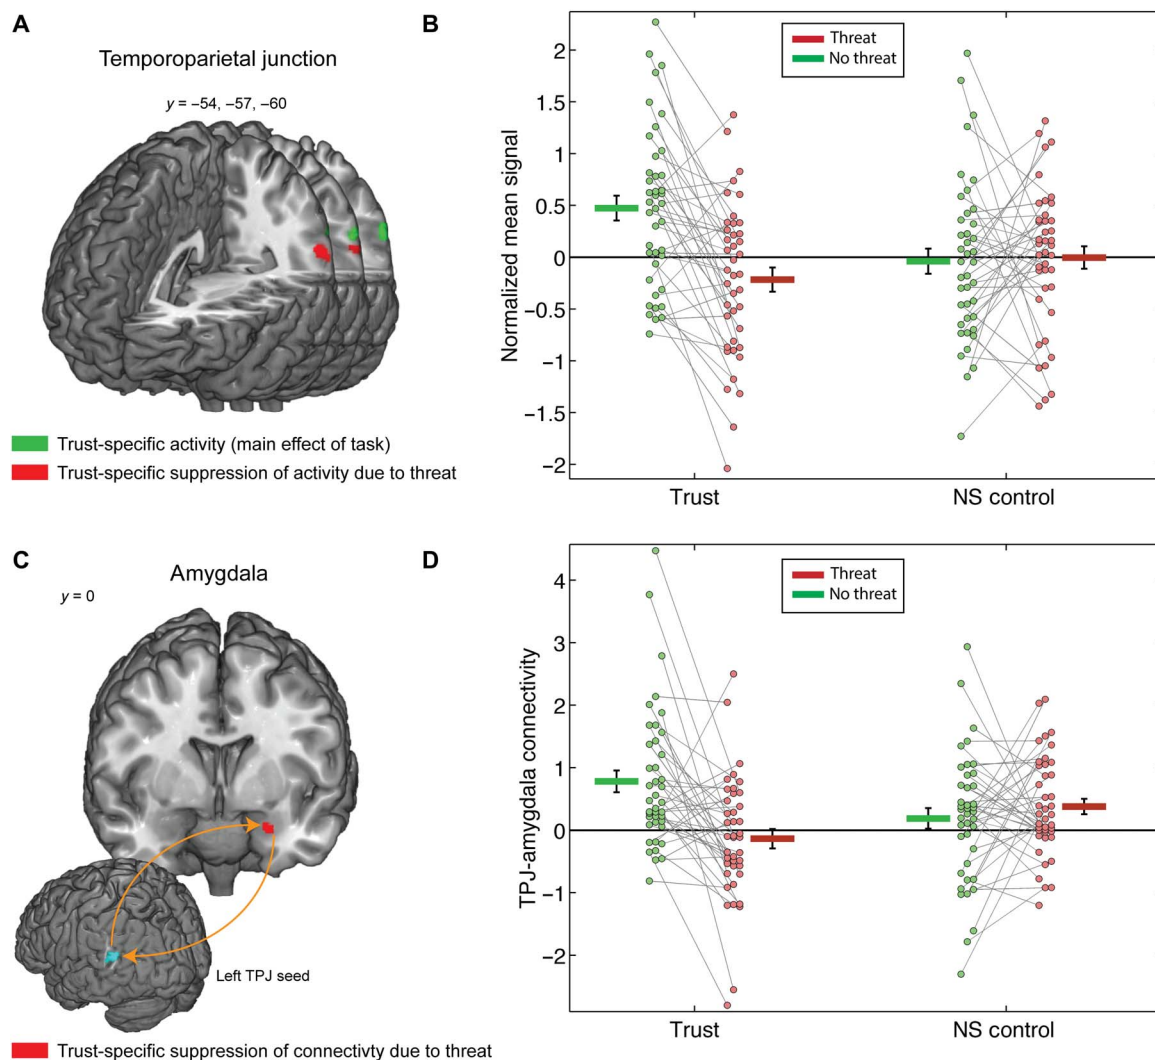 A
Temporoparietal junction
y = −54, −57, −60
Trust-specific activity (main effect of task)
Trust-specific suppression of activity due to threat
B
Threat
No threat
Normalized mean signal
2
1.5
1
0.5
0
−0.5
−1
−1.5
−2
Trust
NS control
C
Amygdala
y = 0
Left TPJ seed
Trust-specific suppression of connectivty due to threat
D
Threat
No threat
TPJ-amygdala connectivity
4
3
2
1
0
−1
−2
Trust
NS control